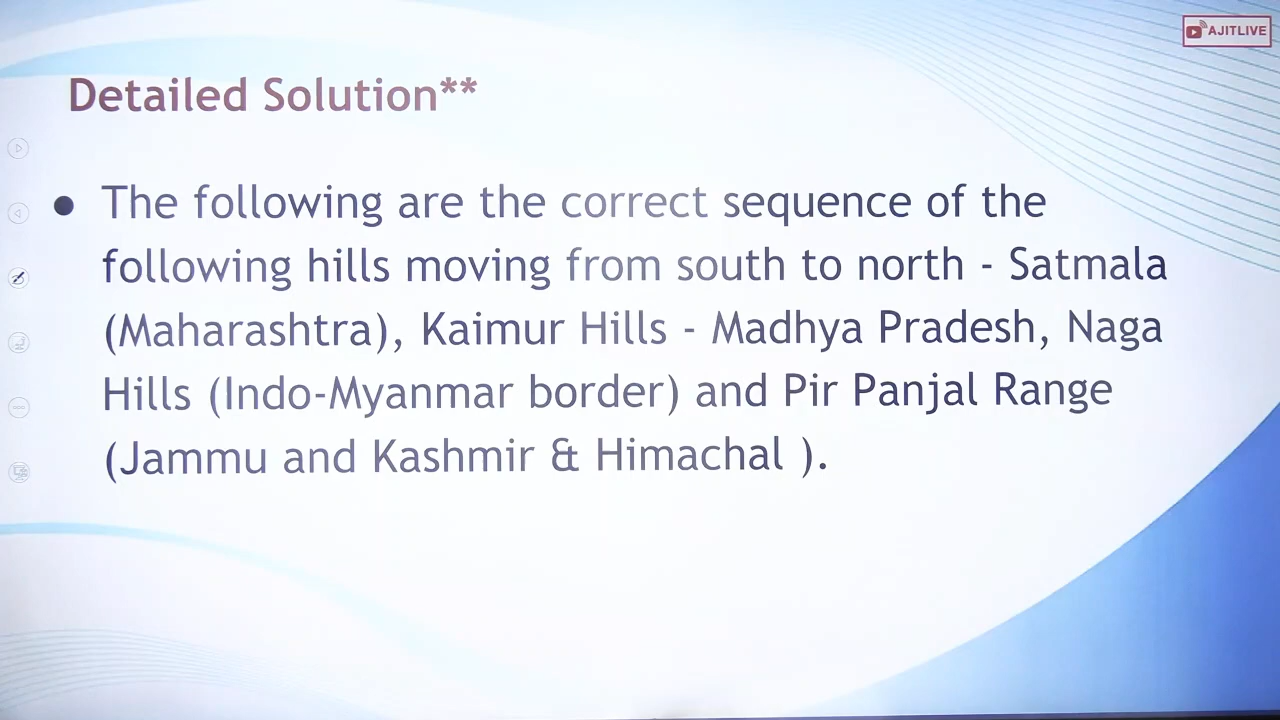 AJITLIVE
Detailed Solution**
● The following are the correct sequence of the
following hills moving from south to north - Satmala
(Maharashtra), Kaimur Hills - Madhya Pradesh, Naga
Hills (Indo-Myanmar border) and Pir Panjal Range
(Jammu and Kashmir & Himachal ).